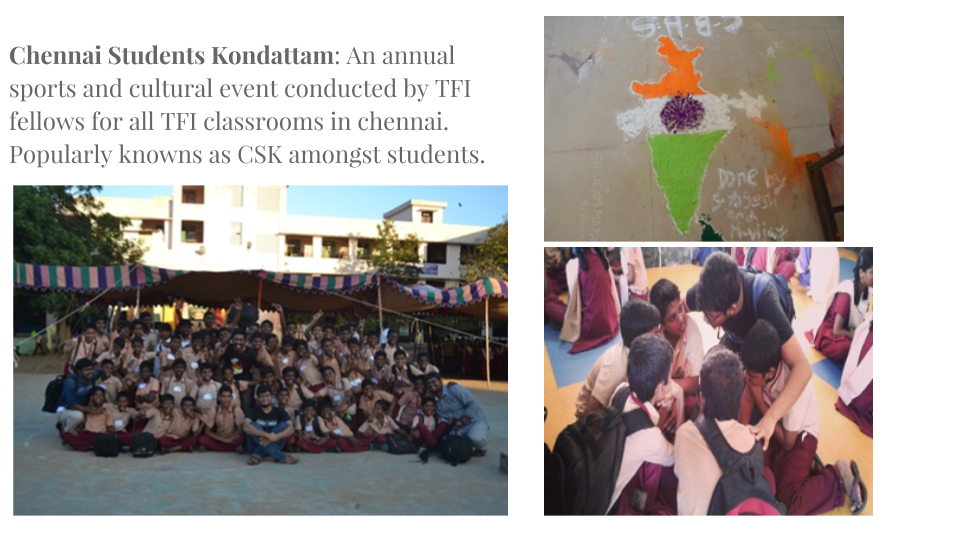 Chennai Students Kondattam: An annual
sports and cultural event conducted by TFI
fellows for all TFI classrooms in chennai.
Popularly knowns as CSK amongst students.
C-B-H-S
Done by
and